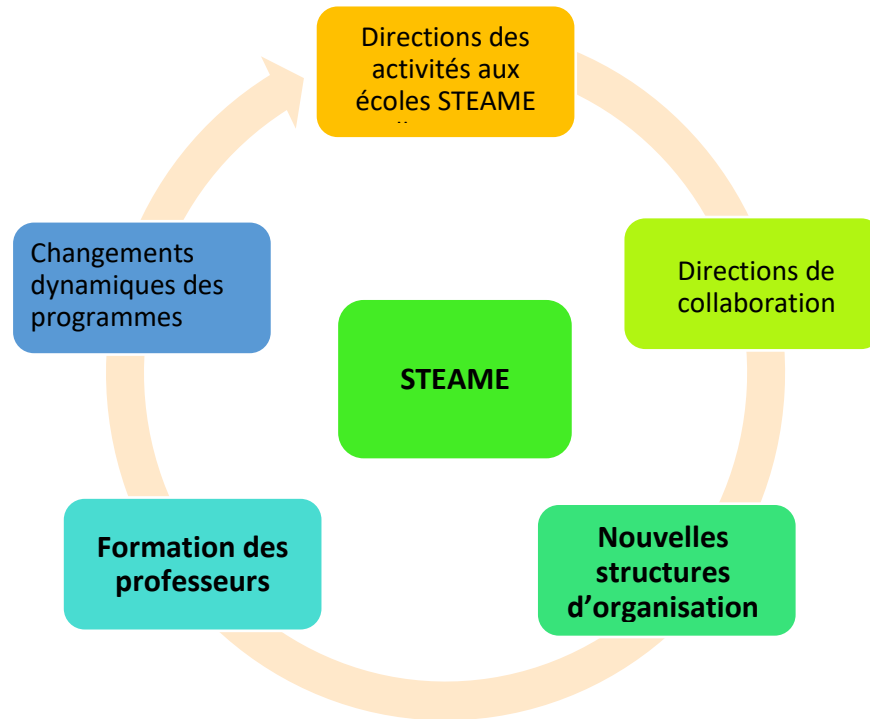 Directions des
activités aux
écoles STEAME
Directions de
collaboration
Nouvelles
structures
d’organisation
Formation des
professeurs
Changements
dynamiques des
programmes
STEAME